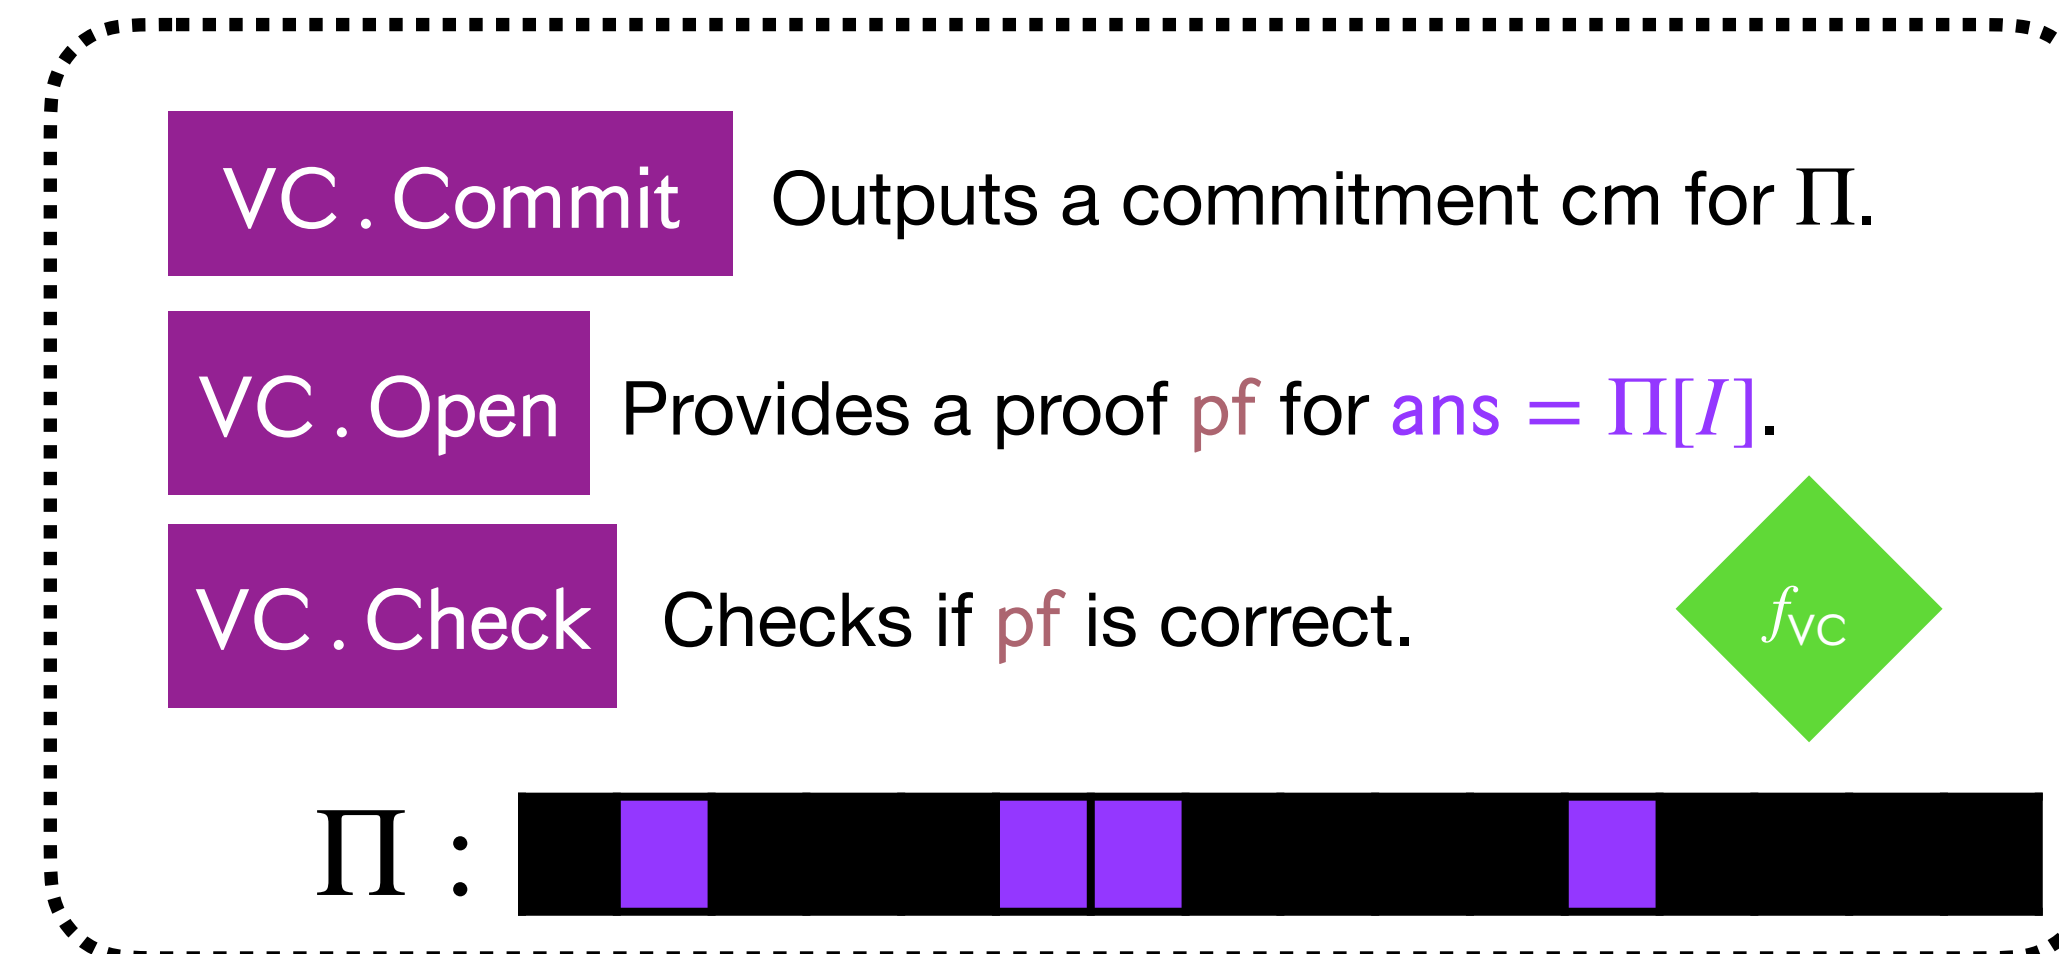 VC . Commit Outputs a commitment cm for Π.
VC . Open Provides a proof pf for ans = Π[I].
VC . Check Checks if pf is correct.
f_VC
Π :